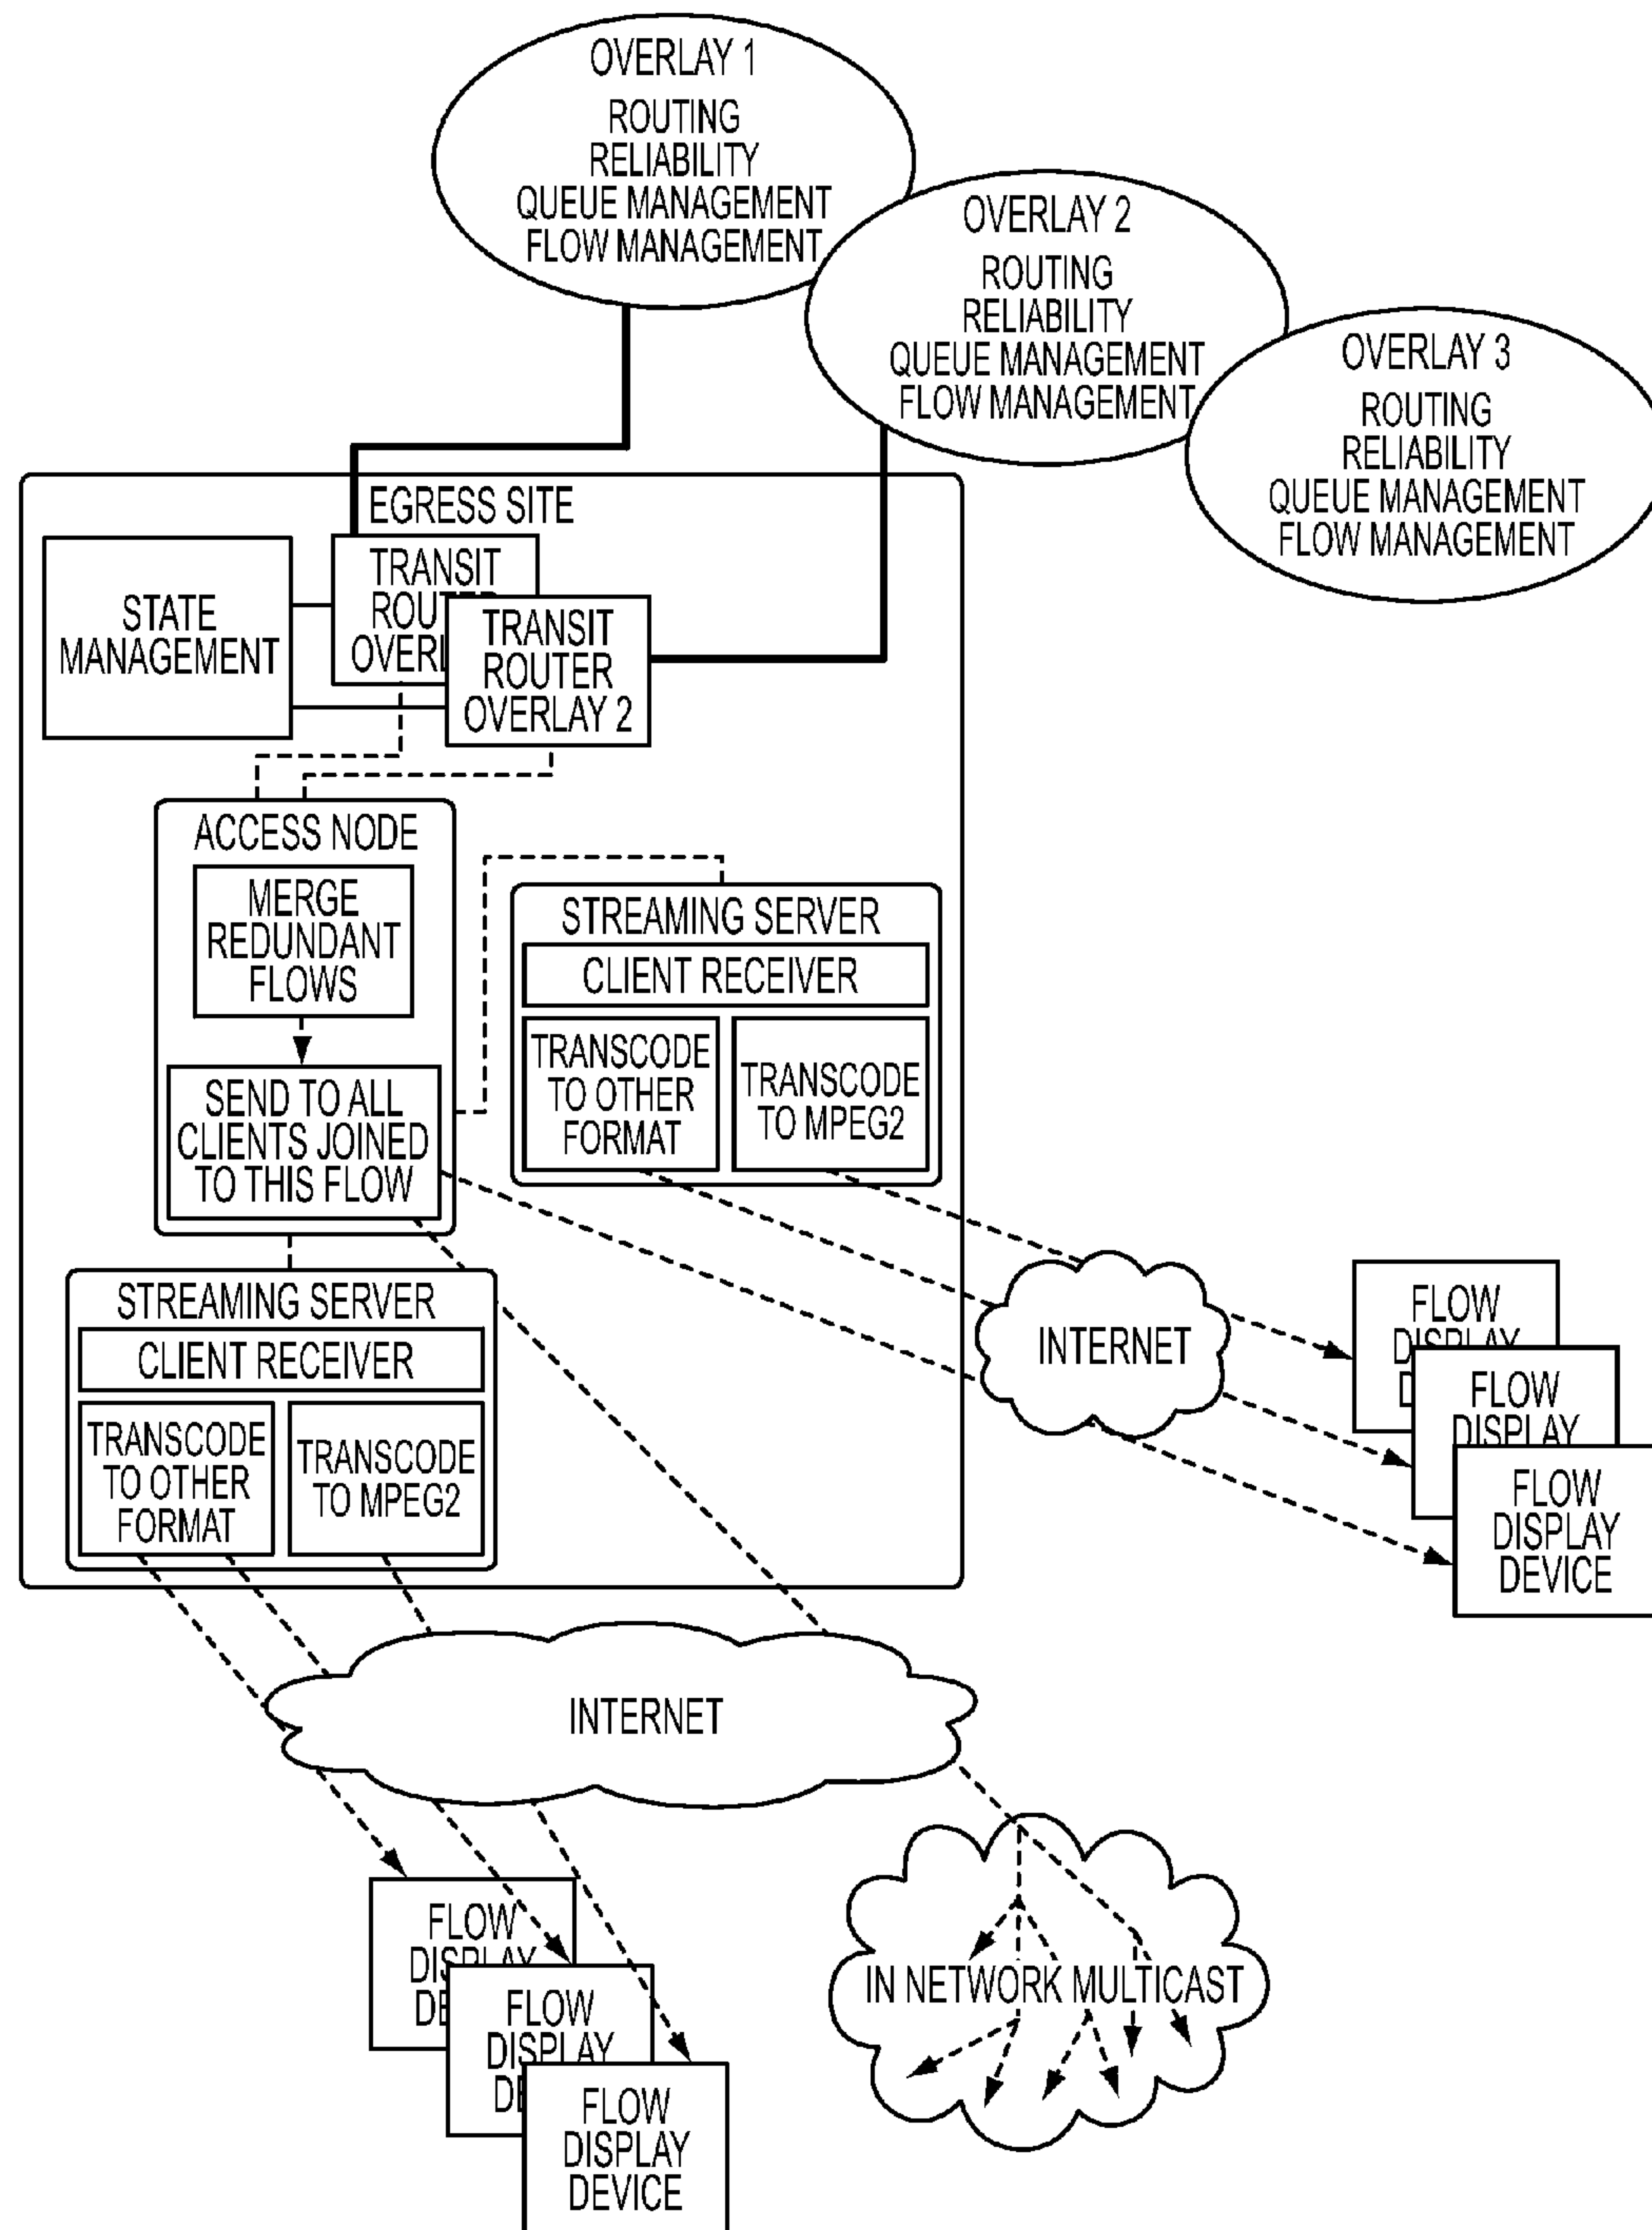 OVERLAY 1
ROUTING
RELIABILITY
QUEUE MANAGEMENT
FLOW MANAGEMENT
OVERLAY 2
ROUTING
RELIABILITY
QUEUE MANAGEMENT
FLOW MANAGEMENT
OVERLAY 3
ROUTING
RELIABILITY
QUEUE MANAGEMENT
FLOW MANAGEMENT
EGRESS SITE
STATE
MANAGEMENT
TRANSIT
TRANSIT
ROUTER
OVERLAY 2
ACCESS NODE
MERGE
REDUNDANT
FLOWS
SEND TO ALL
CLIENTS JOINED
TO THIS FLOW
STREAMING SERVER
CLIENT RECEIVER
TRANSCODE
TO OTHER
FORMAT
TRANSCODE
TO MPEG2
STREAMING SERVER
CLIENT RECEIVER
TRANSCODE
TO OTHER
FORMAT
TRANSCODE
TO MPEG2
INTERNET
FLOW
DISPLAY
FLOW
DISPLAY
FLOW
DISPLAY
DEVICE
INTERNET
FLOW
DISPLAY
FLOW
DISPLAY
FLOW
DISPLAY
DEVICE
IN NETWORK MULTICAST